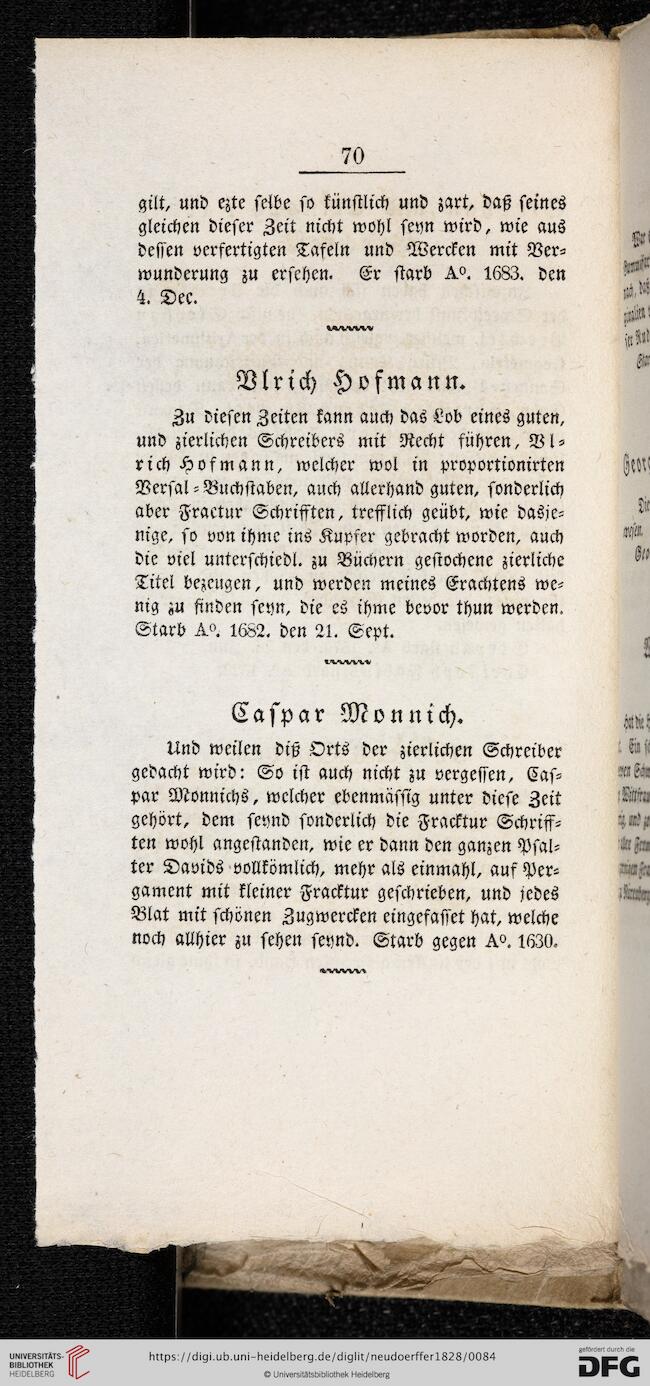 70
gilt, und ezte selbe so künstlich und zart, daß seines
gleichen dieser Zeit nicht wohl seyn wird, wie aus
dessen verfertigten Tafeln und Wercken mit Ver-
wunderung zu ersehen. Er starb Aº. 1683. den
4. Dec.
Vlrich Hofmann.
Zu diesen Zeiten kann auch das Lob eines guten,
und zierlichen Schreibers mit Recht führen, Vl-
rich Hofmann, welcher wol in proportionirten
Versal-Buchstaben, auch allerhand guten, sonderlich
aber Fractur Schrifften, trefflich geübt, wie dasje-
nige, so von ihme ins Kupfer gebracht worden, auch
die viel unterschiedl. zu Büchern gestochene zierliche
Titel bezeugen, und werden meines Erachtens we-
nig zu finden seyn, die es ihme bevor thun werden.
Starb Aº. 1682. den 21. Sept.
Caspar Monnich.
Und weilen diß Orts der zierlichen Schreiber
gedacht wird: So ist auch nicht zu vergessen, Cas-
par Monnichs, welcher ebenmässig unter diese Zeit
gehört, dem seynd sonderlich die Fracktur Schriff-
ten wohl angestanden, wie er dann den ganzen Psal-
ter Davids vollkömlich, mehr als einmahl, auf Per-
gament mit kleiner Fracktur geschrieben, und jedes
Blat mit schönen Zugwercken eingefasset hat, welche
noch allhier zu sehen seynd. Starb gegen Aº. 1630.
UNIVERSITÄTS-
BIBLIOTHEK
HEIDELBERG
https://digi.ub.uni-heidelberg.de/diglit/neudoerffer1828/0084
© Universitätsbibliothek Heidelberg
gefördert durch die
DFG